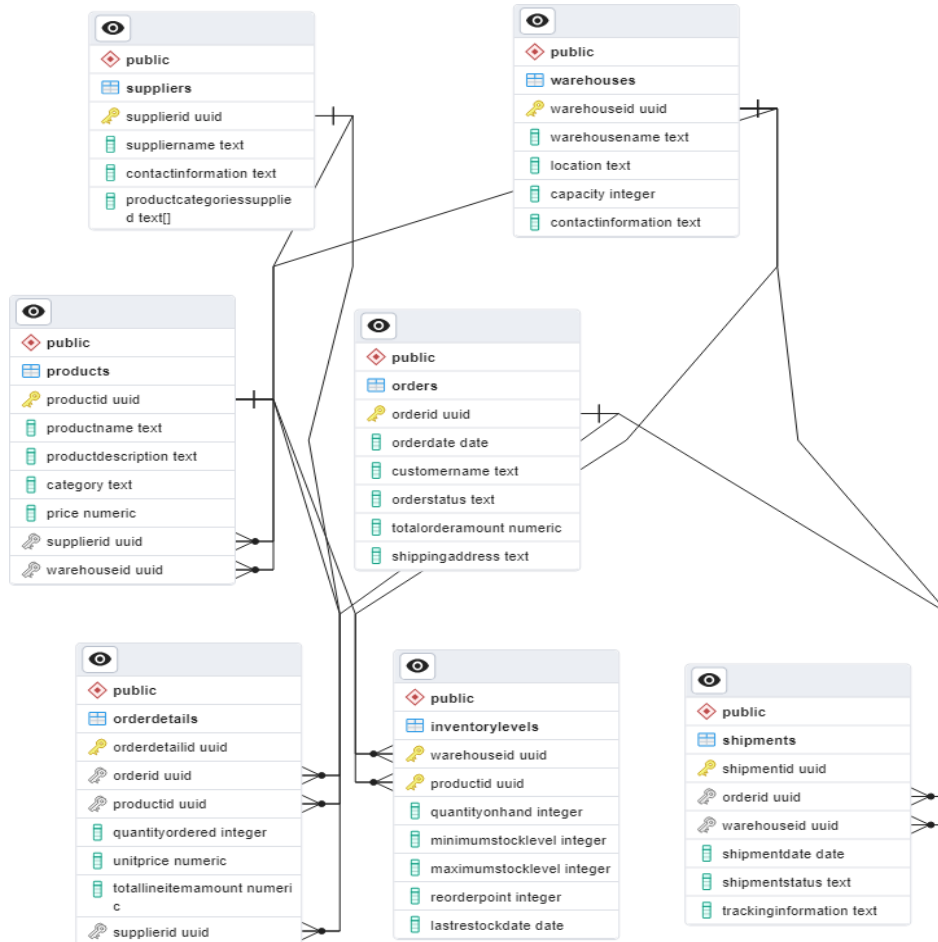 public
suppliers
supplierid uuid
suppliername text
contactinformation text
productcategoriessupplie
d text[]
public
warehouses
warehouseid uuid
warehousename text
location text
capacity integer
contactinformation text
public
products
productid uuid
productname text
productdescription text
category text
price numeric
supplierid uuid
warehouseid uuid
public
orders
orderid uuid
orderdate date
customername text
orderstatus text
totalorderamount numeric
shippingaddress text
public
orderdetails
orderdetailid uuid
orderid uuid
productid uuid
quantityordered integer
unitprice numeric
totallineitemamount numeri
c
supplierid uuid
public
inventorylevels
warehouseid uuid
productid uuid
quantityonhand integer
minimumstocklevel integer
maximumstocklevel integer
reorderpoint integer
lastrestockdate date
public
shipments
shipmentid uuid
orderid uuid
warehouseid uuid
shipmentdate date
shipmentstatus text
trackinginformation text